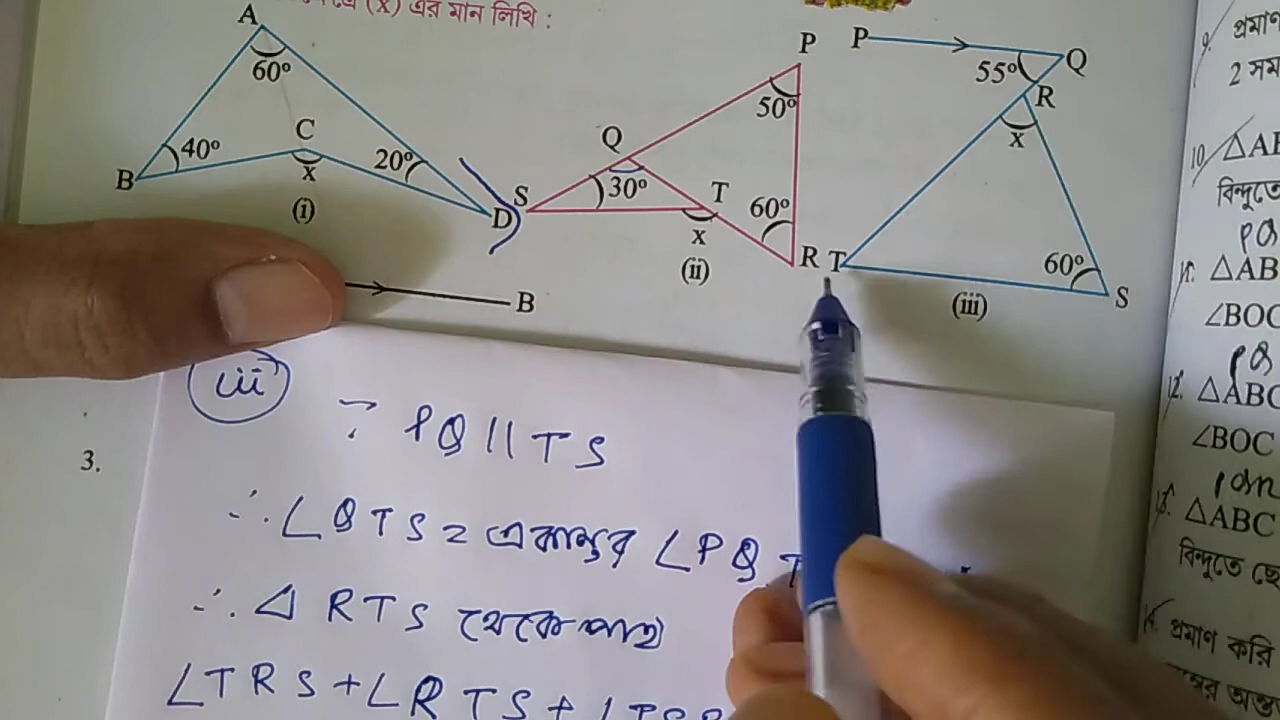 (x) এর মান লিখি :
A
60°
B
40°
C
x
20°
D
(i)
P
50°
Q
S
30°
T
x
60°
R
(ii)
P
Q
55°
R
x
T
60°
S
(iii)
B
3.
iii
∵ PQ || TS
∴ ∠QTS = একান্তর ∠PQT
∴ △ RTS থেকে পাই
∠TRS + ∠RTS +
9. প্রমাণ
2 সম
10. △AB
বিন্দুতে
PQ
11. △AB
∠BOC
12. △ABC
∠BOC
13. △ABC
বিন্দুতে ছে
14. প্রমাণ করি